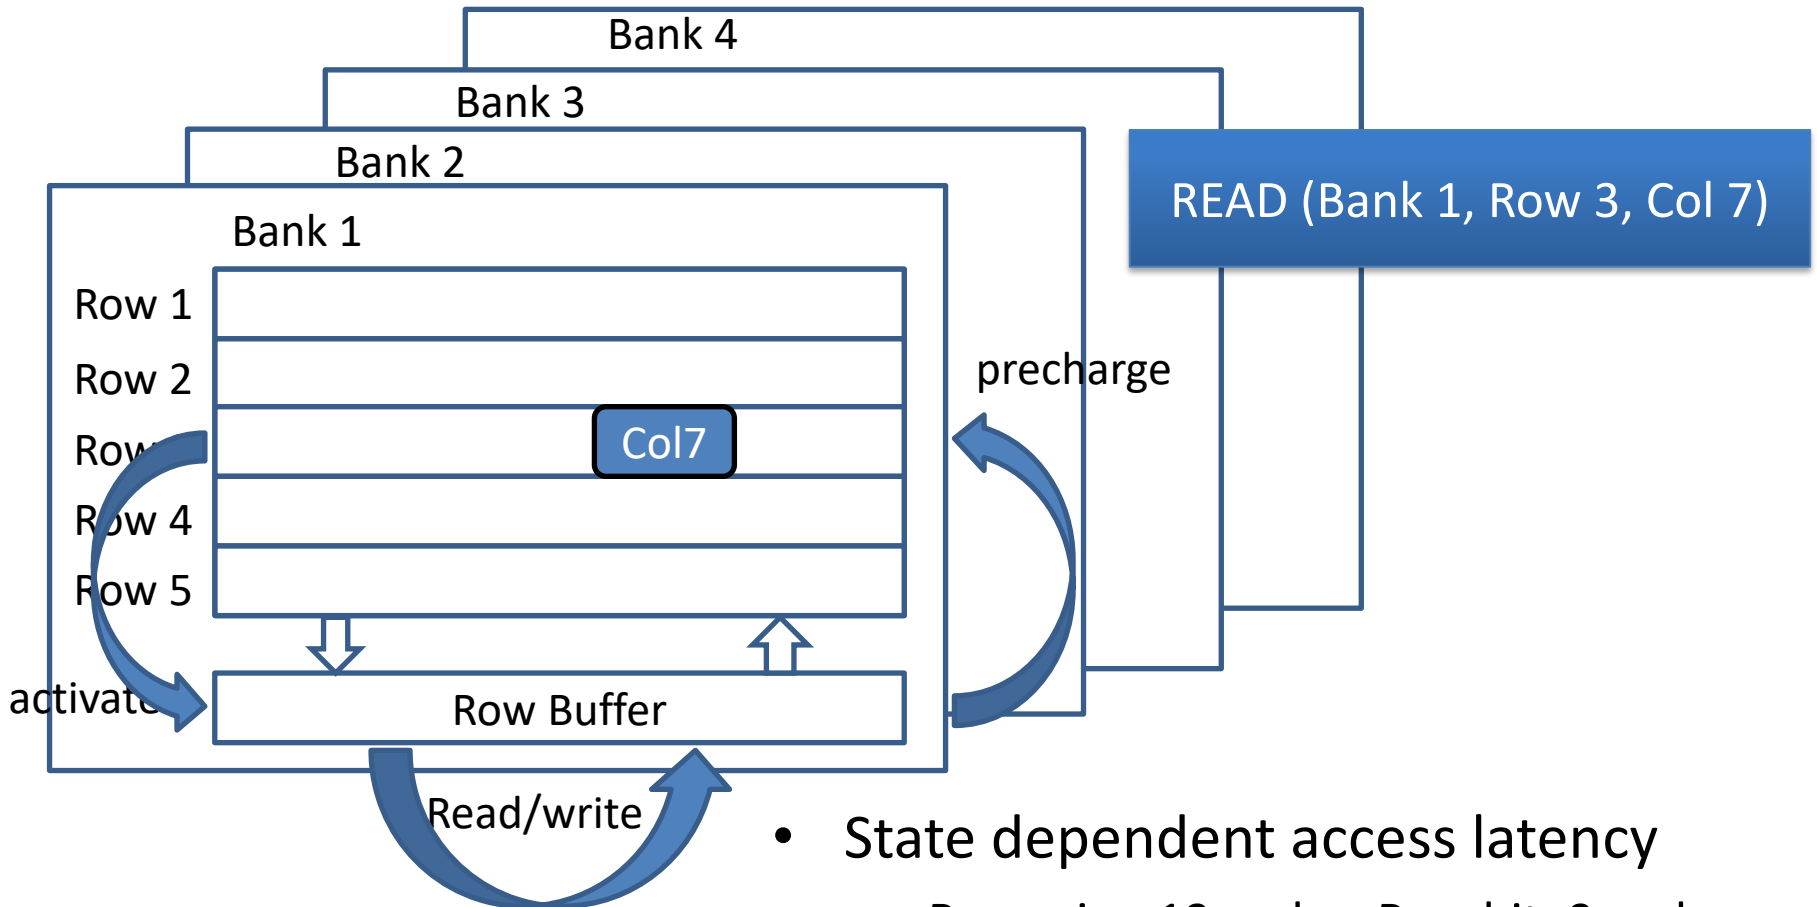 Bank 4
Bank 3
Bank 2
READ (Bank 1, Row 3, Col 7)
Bank 1
Row 1
Row 2
precharge
Row
Col7
Row 4
Row 5
activate
Row Buffer
Read/write
• State dependent access latency